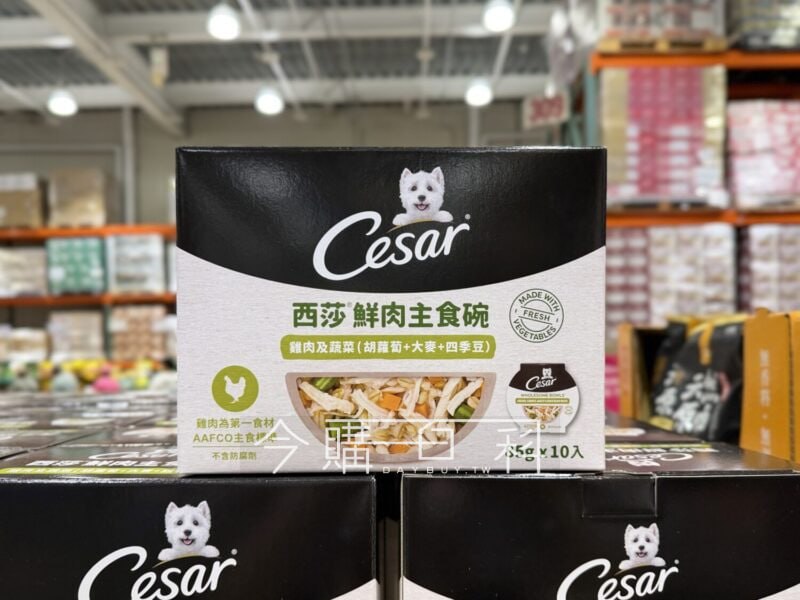 309
Cesar
西莎®鮮肉主食碗
雞肉及蔬菜(胡蘿蔔+大麥+四季豆)
MADE WITH
FRESH
VEGETABLES
Cesar
WHOLESOME BOWLS
雞肉為第一食材
AAFCO主食標準
不含防腐劑
85g x 10入
今購百科
DAYBUY.TW
Cesar
Cesar